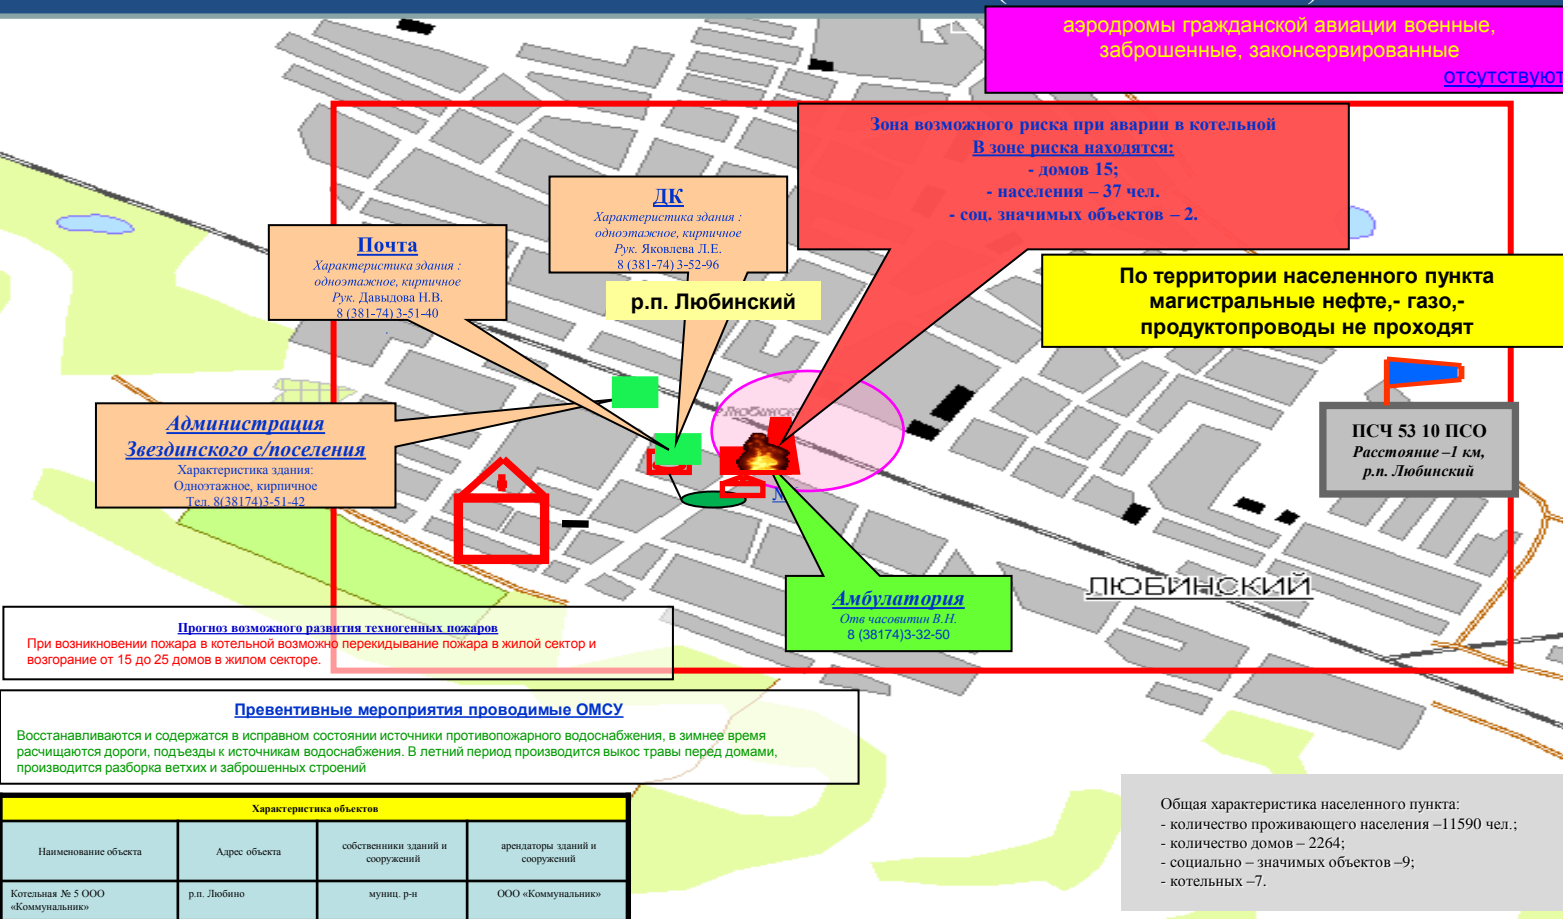 аэродромы гражданской авиации военные,
заброшенные, законсервированные
отсутствуют
Зона возможного риска при аварии в котельной
В зоне риска находятся:
- домов 15;
- населения – 37 чел.
- соц. значимых объектов – 2.
ДК
Характеристика здания :
одноэтажное, кирпичное
Рук. Яковлева Л.Е.
8 (381-74) 3-52-96
Почта
Характеристика здания :
одноэтажное, кирпичное
Рук. Давыдова Н.В.
8 (381-74) 3-51-40
.
р.п. Любинский
По территории населенного пункта
магистральные нефте,- газо,-
продуктопроводы не проходят
Администрация
Звездинского с/поселения
Характеристика здания:
Одноэтажное, кирпичное
Тел. 8(38174)3-51-42
ПСЧ 53 10 ПСО
Расстояние –1 км,
р.п. Любинский
ЛЮБИНСКИЙ
Амбулатория
Отв часовитин В.Н.
8 (38174)3-32-50
Прогноз возможного развития техногенных пожаров
При возникновении пожара в котельной возможно перекидывание пожара в жилой сектор и
возгорание от 15 до 25 домов в жилом секторе.
Превентивные мероприятия проводимые ОМСУ
Восстанавливаются и содержатся в исправном состоянии источники противопожарного водоснабжения, в зимнее время
расчищаются дороги, подъезды к источникам водоснабжения. В летний период производится выкос травы перед домами,
производится разборка ветхих и заброшенных строений
Характеристика объектов
Наименование объекта
Адрес объекта
собственники зданий и
сооружений
арендаторы зданий и
сооружений
Котельная № 5 ООО
«Коммунальник»
р.п. Любино
муниц. р-н
ООО «Коммунальник»
Общая характеристика населенного пункта:
- количество проживающего населения –11590 чел.;
- количество домов – 2264;
- социально – значимых объектов –9;
- котельных –7.